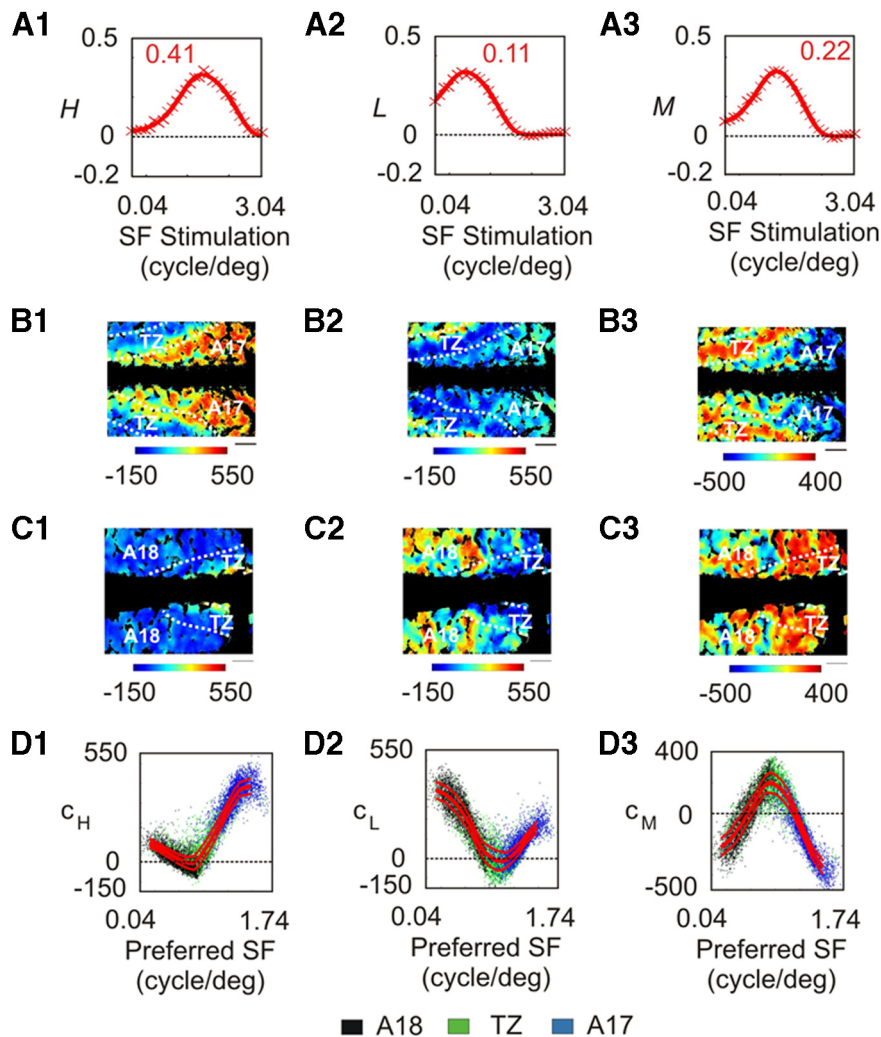 A1 A2 A3
0.5 0.5 0.5
0.41 0.11 0.22
H L M
0 0 0
-0.2 -0.2 -0.2
0.04 3.04 0.04 3.04 0.04 3.04
SF Stimulation SF Stimulation SF Stimulation
(cycle/deg) (cycle/deg) (cycle/deg)
B1 B2 B3
TZ A17 TZ A17 TZ A17
TZ A17 TZ A17 TZ A17
-150 550 -150 550 -500 400
C1 C2 C3
A18 TZ A18 TZ A18 TZ
A18 TZ A18 TZ A18 TZ
-150 550 -150 550 -500 400
D1 D2 D3
550 550 400
cH cL cM
0 0 0
-150 -150 -500
0.04 1.74 0.04 1.74 0.04 1.74
Preferred SF Preferred SF Preferred SF
(cycle/deg) (cycle/deg) (cycle/deg)
A18 TZ A17